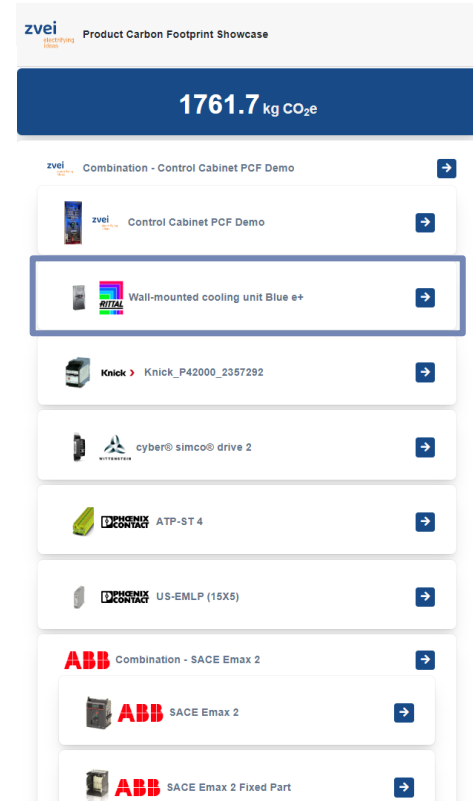 zvei
electrifying
ideas
Product Carbon Footprint Showcase
1761.7 kg CO₂e
zvei
Combination - Control Cabinet PCF Demo
zvei
Control Cabinet PCF Demo
RITTAL
Wall-mounted cooling unit Blue e+
Knick >
Knick_P42000_2357292
WITTENSTEIN
cyber® simco® drive 2
PHŒNIX
CONTACT
ATP-ST 4
PHŒNIX
CONTACT
US-EMLP (15X5)
ABB
Combination - SACE Emax 2
ABB
SACE Emax 2
ABB
SACE Emax 2 Fixed Part